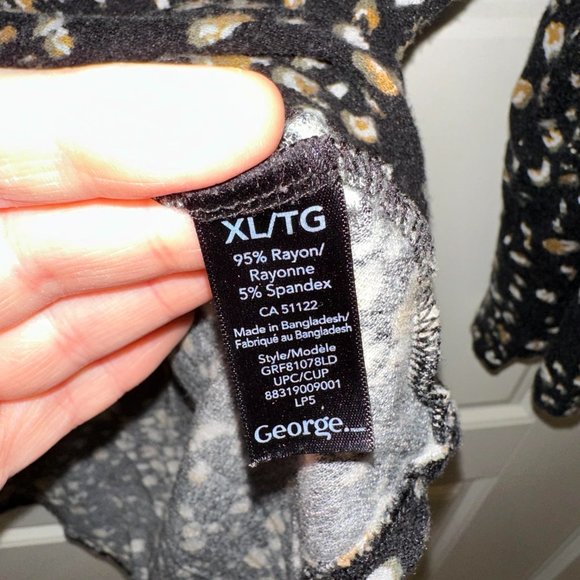 XL/TG
95% Rayon/
Rayonne
5% Spandex
CA 51122
Made in Bangladesh/
Fabriqué au Bangladesh
Style/Modèle
GRF81078LD
UPC/CUP
88319009001
LP5
George.